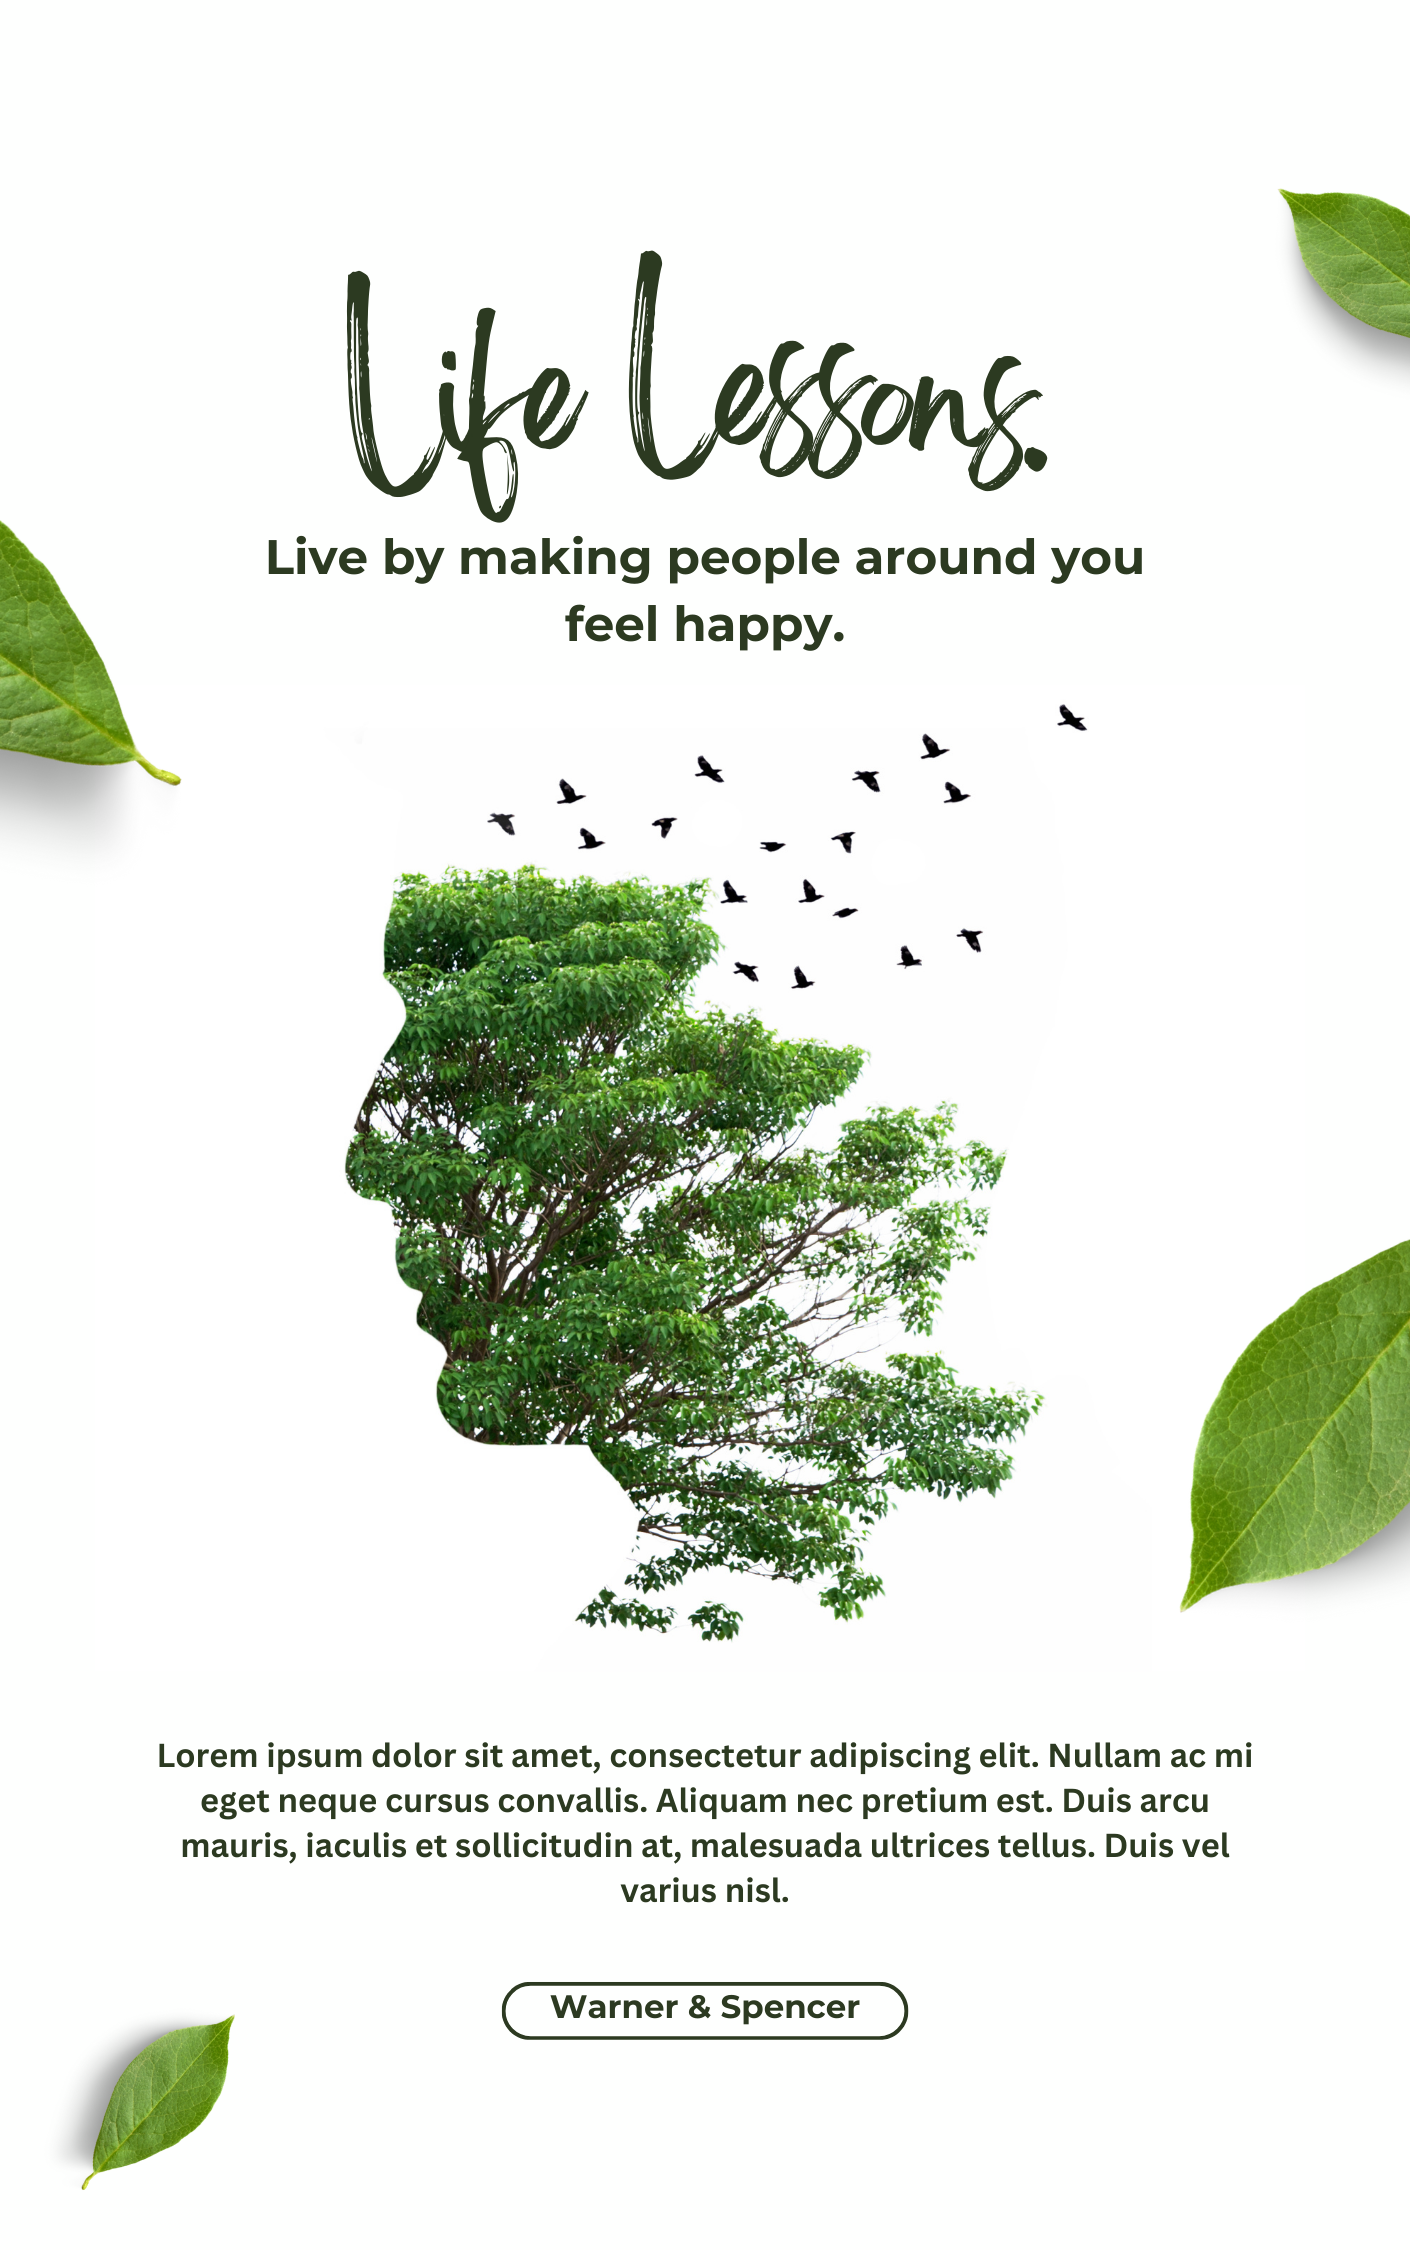 Life Lessons.
Live by making people around you
feel happy.
Lorem ipsum dolor sit amet, consectetur adipiscing elit. Nullam ac mi
eget neque cursus convallis. Aliquam nec pretium est. Duis arcu
mauris, iaculis et sollicitudin at, malesuada ultrices tellus. Duis vel
varius nisl.
Warner & Spencer